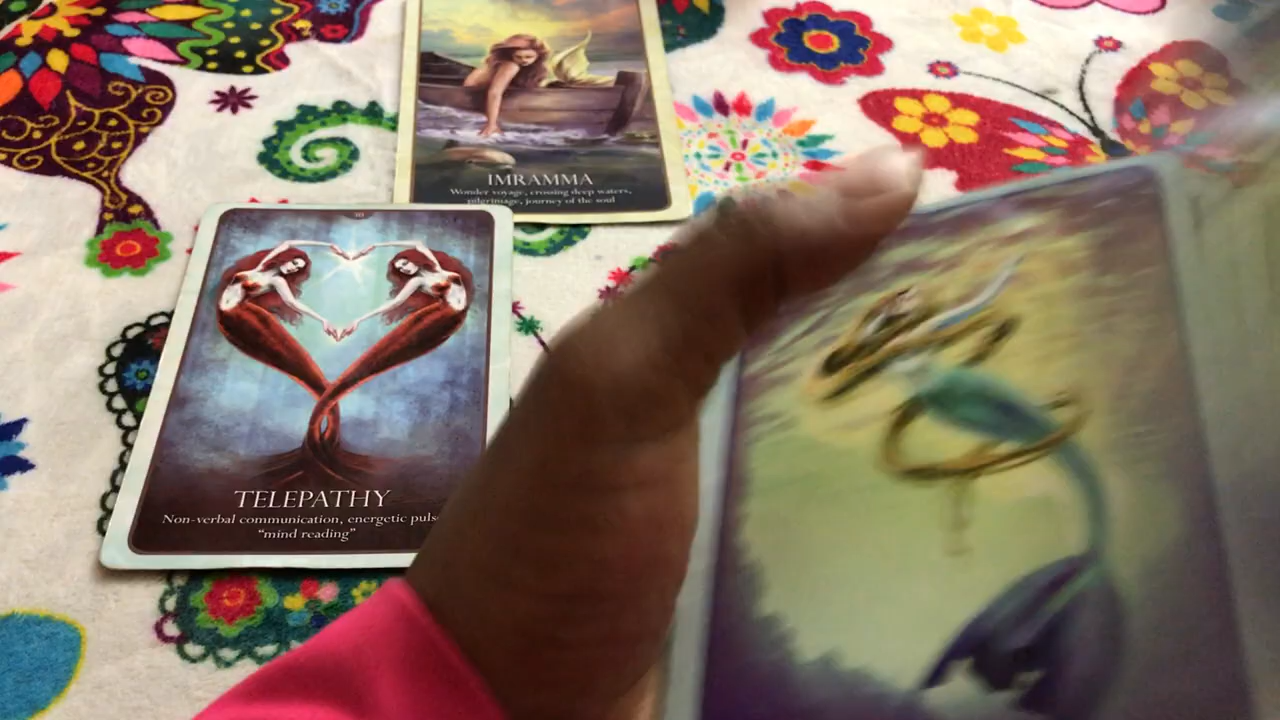 IMRAMMA
Wonder voyage, crossing deep waters,
pilgrimage, journey of the soul
TELEPATHY
Non-verbal communication, energetic puls
"mind reading"